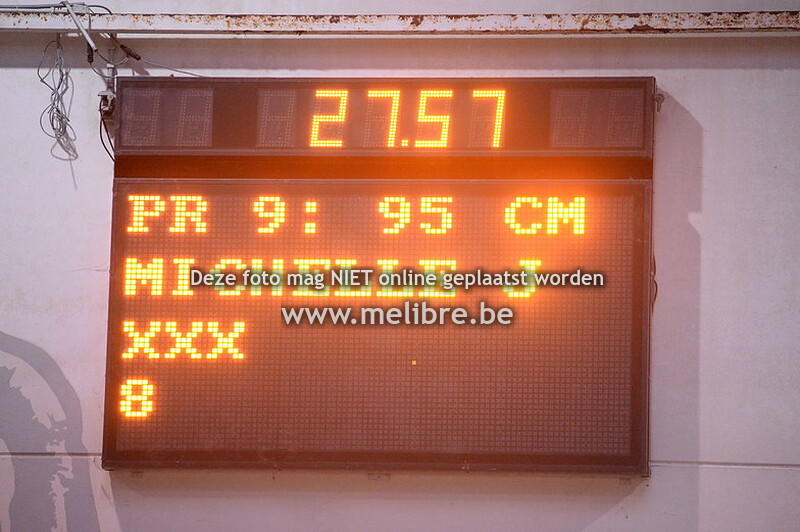 27.57
PR 9: 95 CM
MICHELLE J
Deze foto mag NIET online geplaatst worden
www.melibre.be
XXX
8